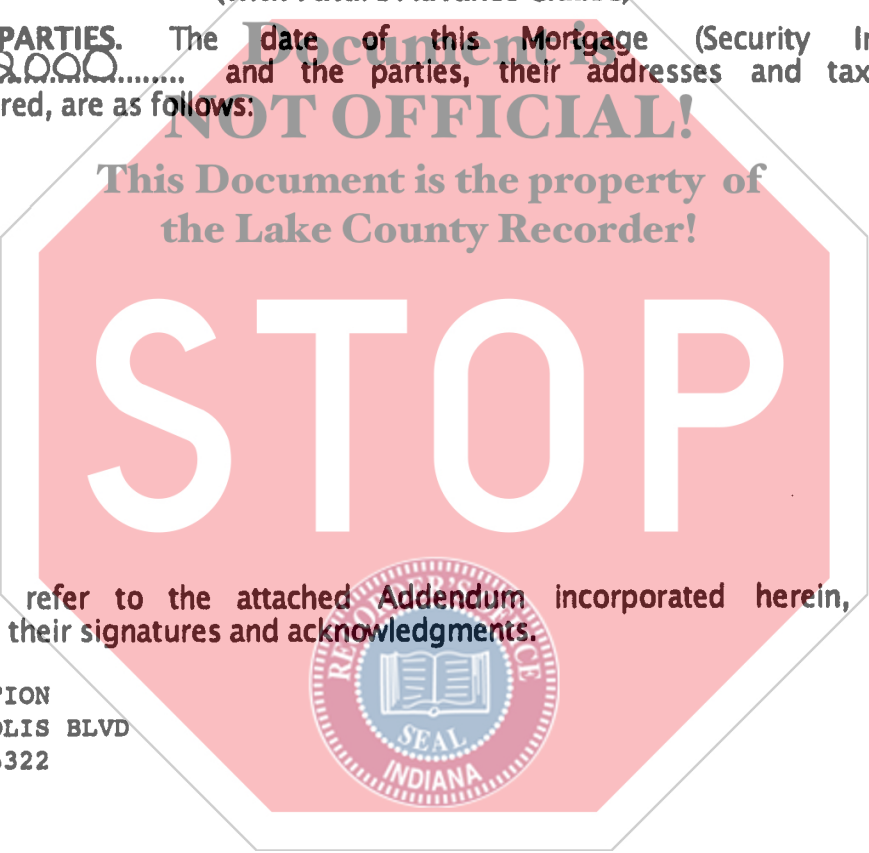 PARTIES. The date of this Mortgage (Security
Document is
2000 and the parties, their addresses and tax
NOT OFFICIAL!
red, are as follows:
This Document is the property of
the Lake County Recorder!
STOP
refer to the attached Addendum incorporated herein,
their signatures and acknowledgments.
RECORDER'S OFFICE
SEAL
INDIANA
TION
OLIS BLVD
322